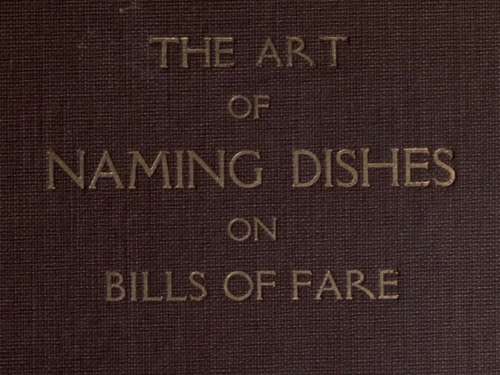 THE ART
OF
NAMING DISHES
ON
BILLS OF FARE